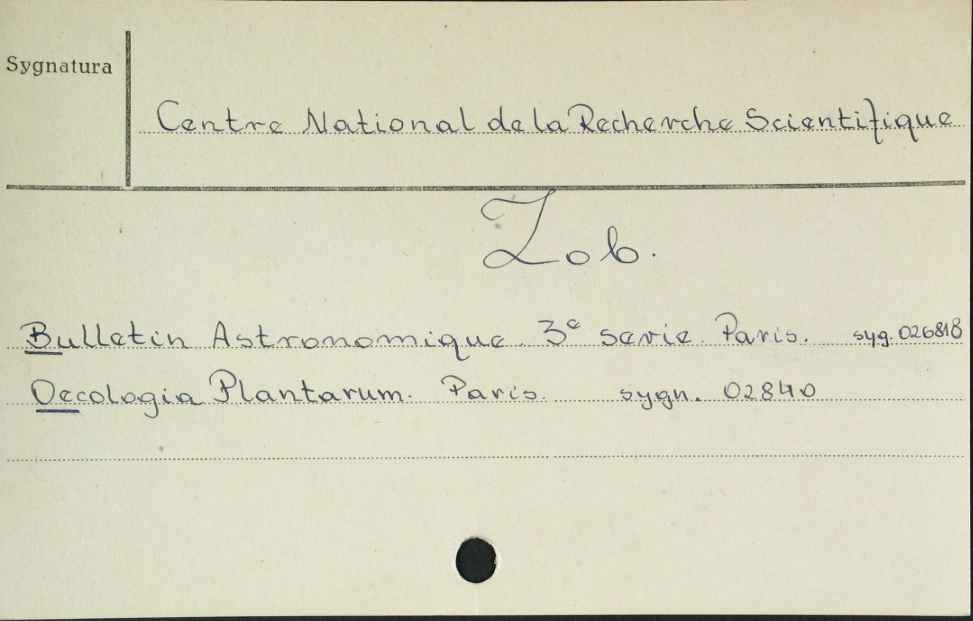 Sygnatura
Centre National de la Recherche Scientifique
Zob.
Bulletin Astronomique 3e serie. Paris. syg. 026818
Oecologia Plantarum. Paris. sygn. 02840